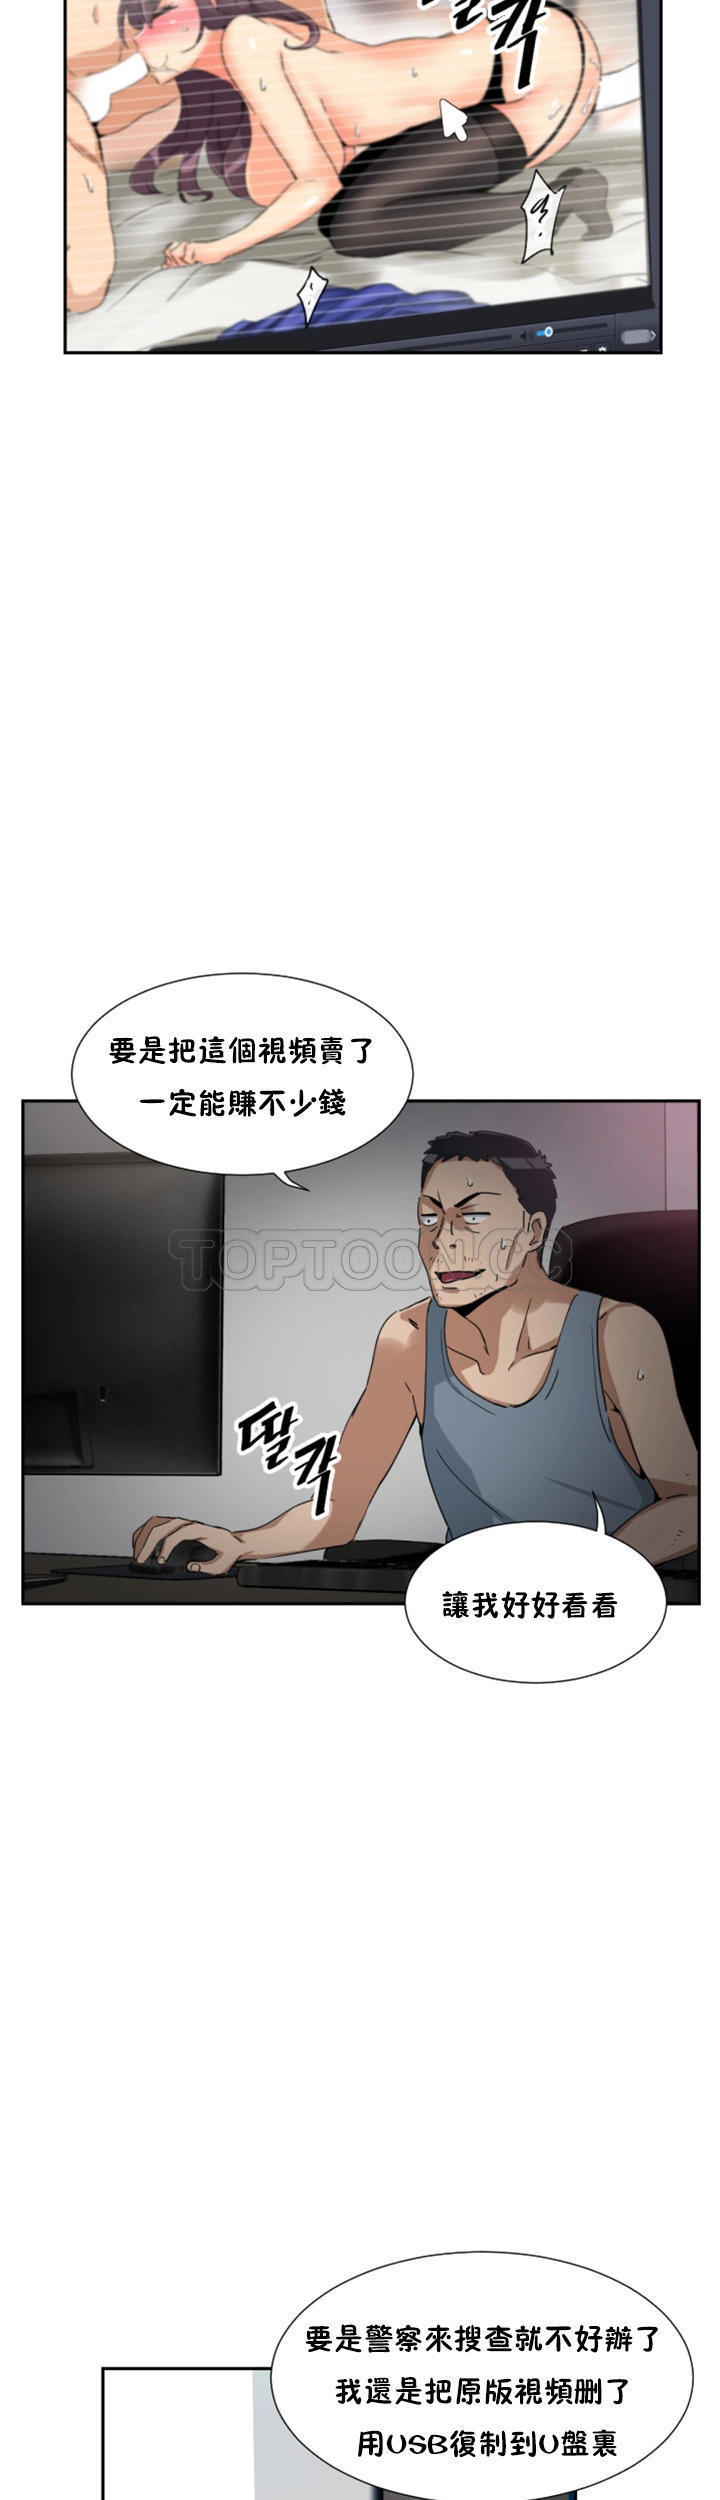 딸칵
要是把這個視頻賣了
一定能賺不少錢
TOPTOON.CC
딸칵
讓我好好看看
要是警察來搜查就不好辦了
我還是把原版視頻刪了
用USB復制到U盤裏